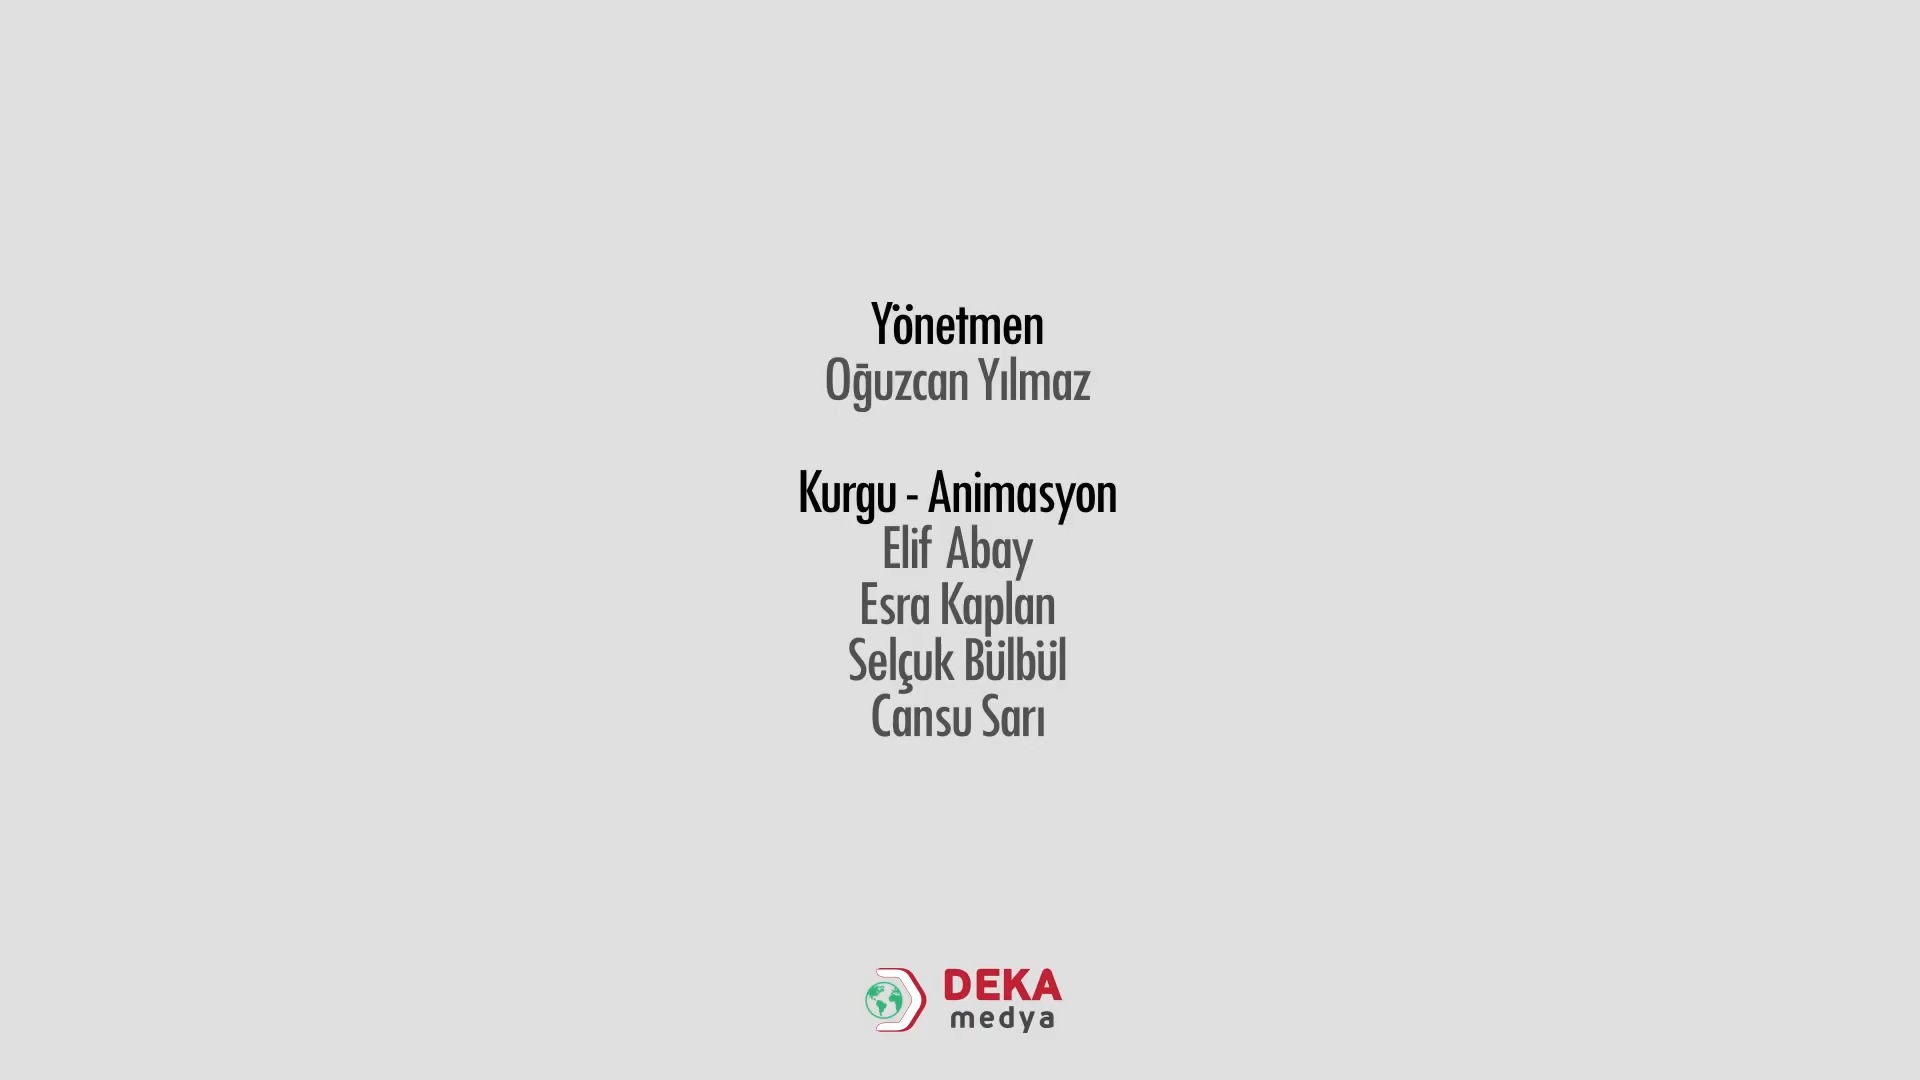 Yönetmen
Oğuzcan Yılmaz
Kurgu - Animasyon
Elif Abay
Esra Kaplan
Selçuk Bülbül
Cansu Sarı
DEKA
medya